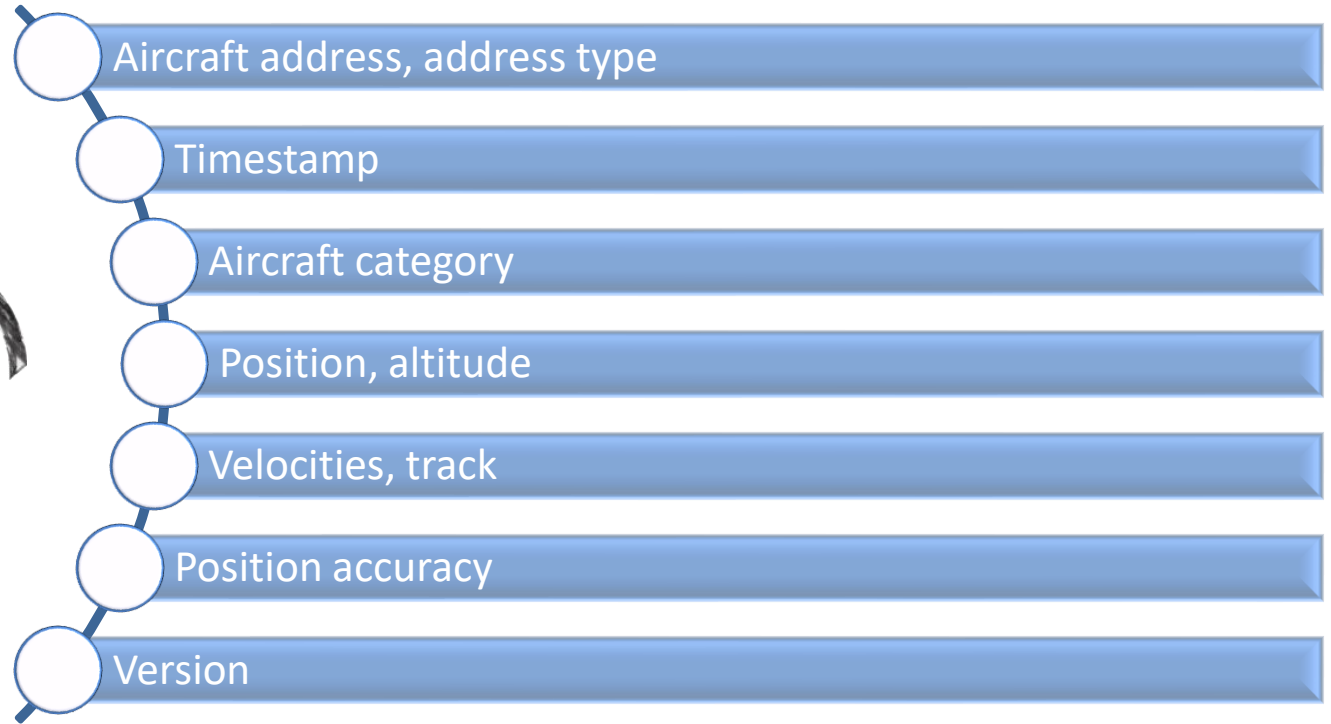 Aircraft address, address type
Timestamp
Aircraft category
Position, altitude
Velocities, track
Position accuracy
Version